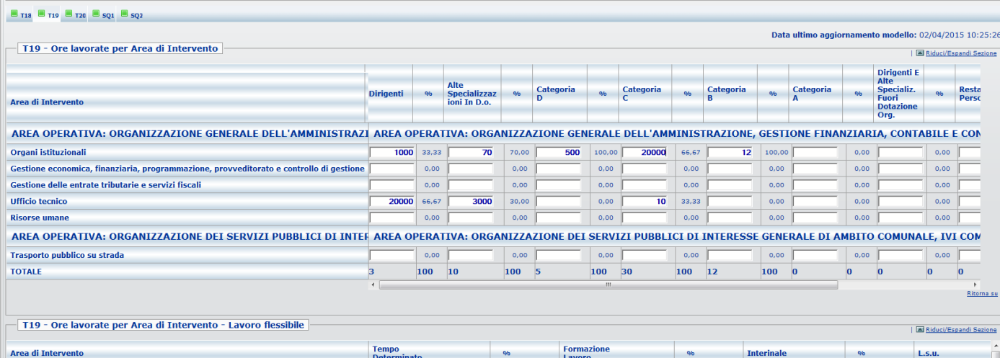 T18 T19 T20 SQ1 SQ2
Data ultimo aggiornamento modello: 02/04/2015 10:25:26
T19 - Ore lavorate per Area di Intervento
| Riduci/Espandi Sezione
Area di Intervento Dirigenti % Alte Specializzaz ioni In D.o. % Categoria D % Categoria C % Categoria B % Categoria A % Dirigenti E Alte Specializ. Fuori Dotazione Org. % Resta Perso
AREA OPERATIVA: ORGANIZZAZIONE GENERALE DELL'AMMINISTRAZI AREA OPERATIVA: ORGANIZZAZIONE GENERALE DELL'AMMINISTRAZIONE, GESTIONE FINANZIARIA, CONTABILE E CON
Organi istituzionali 1000 33,33 70 70,00 500 100,00 20000 66,67 12 100,00 0,00 0,00
Gestione economica, finanziaria, programmazione, provveditorato e controllo di gestione 0,00 0,00 0,00 0,00 0,00 0,00 0,00
Gestione delle entrate tributarie e servizi fiscali 0,00 0,00 0,00 0,00 0,00 0,00 0,00
Ufficio tecnico 20000 66,67 3000 30,00 0,00 10 33,33 0,00 0,00 0,00
Risorse umane 0,00 0,00 0,00 0,00 0,00 0,00 0,00
AREA OPERATIVA: ORGANIZZAZIONE DEI SERVIZI PUBBLICI DI INTER AREA OPERATIVA: ORGANIZZAZIONE DEI SERVIZI PUBBLICI DI INTERESSE GENERALE DI AMBITO COMUNALE, IVI COM
Trasporto pubblico su strada 0,00 0,00 0,00 0,00 0,00 0,00 0,00
TOTALE 3 100 10 100 5 100 30 100 12 100 0 0 0 0 0
Ritorna su
T19 - Ore lavorate per Area di Intervento - Lavoro flessibile
| Riduci/Espandi Sezione
Area di Intervento Tempo Determinato % Formazione Lavoro % Interinale % L.s.u.